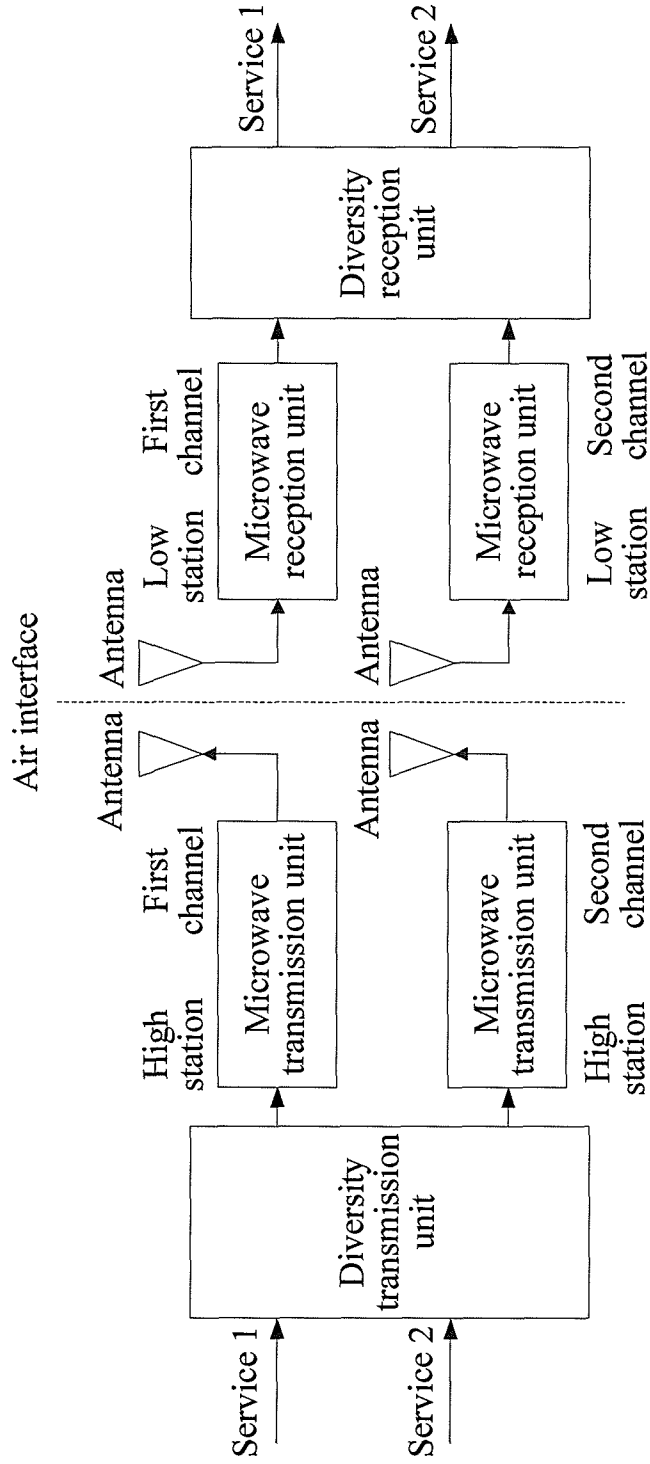 Air interface
High
station
First
channel
Antenna
Antenna
Low
station
First
channel
Service 1
Microwave
transmission unit
Microwave
reception unit
Service 1
Diversity
transmission
unit
Diversity
reception
unit
Service 2
Antenna
Antenna
Service 2
Microwave
transmission unit
Microwave
reception unit
High
station
Second
channel
Low
station
Second
channel